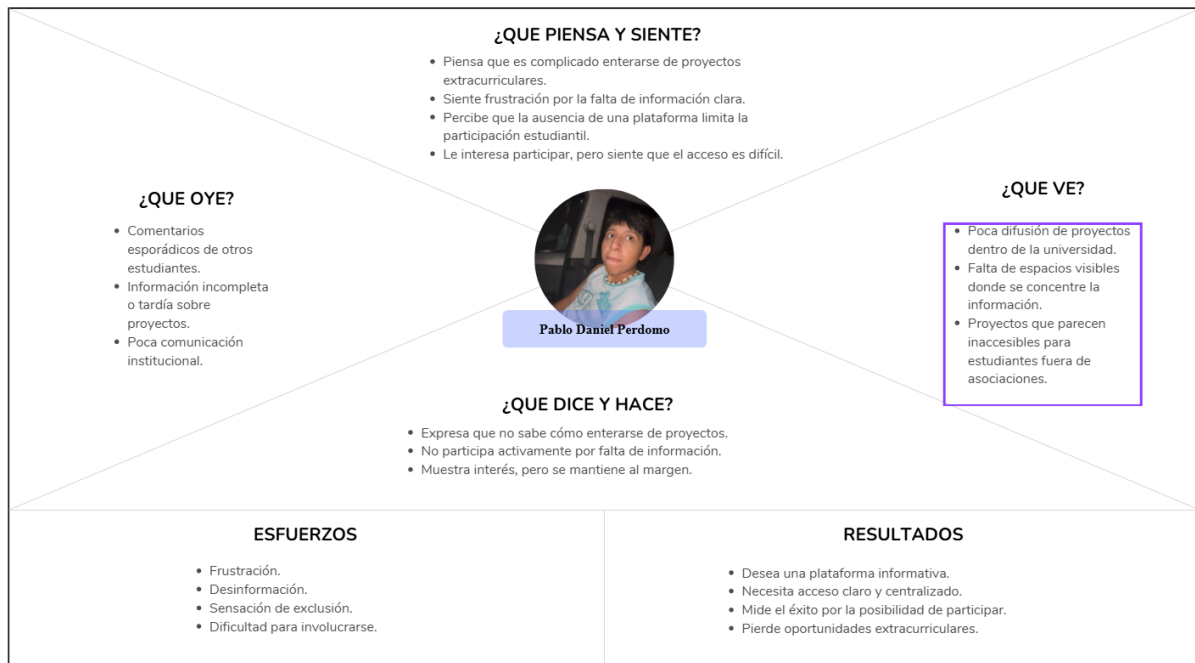 ¿QUE PIENSA Y SIENTE?
• Piensa que es complicado enterarse de proyectos
extracurriculares.
• Siente frustración por la falta de información clara.
• Percibe que la ausencia de una plataforma limita la
participación estudiantil.
• Le interesa participar, pero siente que el acceso es difícil.
¿QUE OYE?
• Comentarios
esporádicos de otros
estudiantes.
• Información incompleta
o tardía sobre
proyectos.
• Poca comunicación
institucional.
Pablo Daniel Perdomo
¿QUE VE?
• Poca difusión de proyectos
dentro de la universidad.
• Falta de espacios visibles
donde se concentre la
información.
• Proyectos que parecen
inaccesibles para
estudiantes fuera de
asociaciones.
¿QUE DICE Y HACE?
• Expresa que no sabe cómo enterarse de proyectos.
• No participa activamente por falta de información.
• Muestra interés, pero se mantiene al margen.
ESFUERZOS
• Frustración.
• Desinformación.
• Sensación de exclusión.
• Dificultad para involucrarse.
RESULTADOS
• Desea una plataforma informativa.
• Necesita acceso claro y centralizado.
• Mide el éxito por la posibilidad de participar.
• Pierde oportunidades extracurriculares.